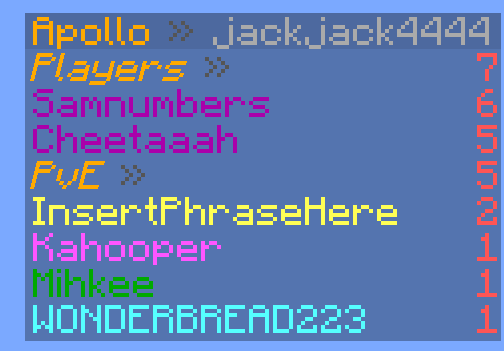 Apollo » jackjack4444
Players » 7
Samnumbers 6
Cheetaaah 5
PvE » 5
InsertPhraseHere 2
Kahooper 1
Mihkee 1
WONDERBREAD223 1